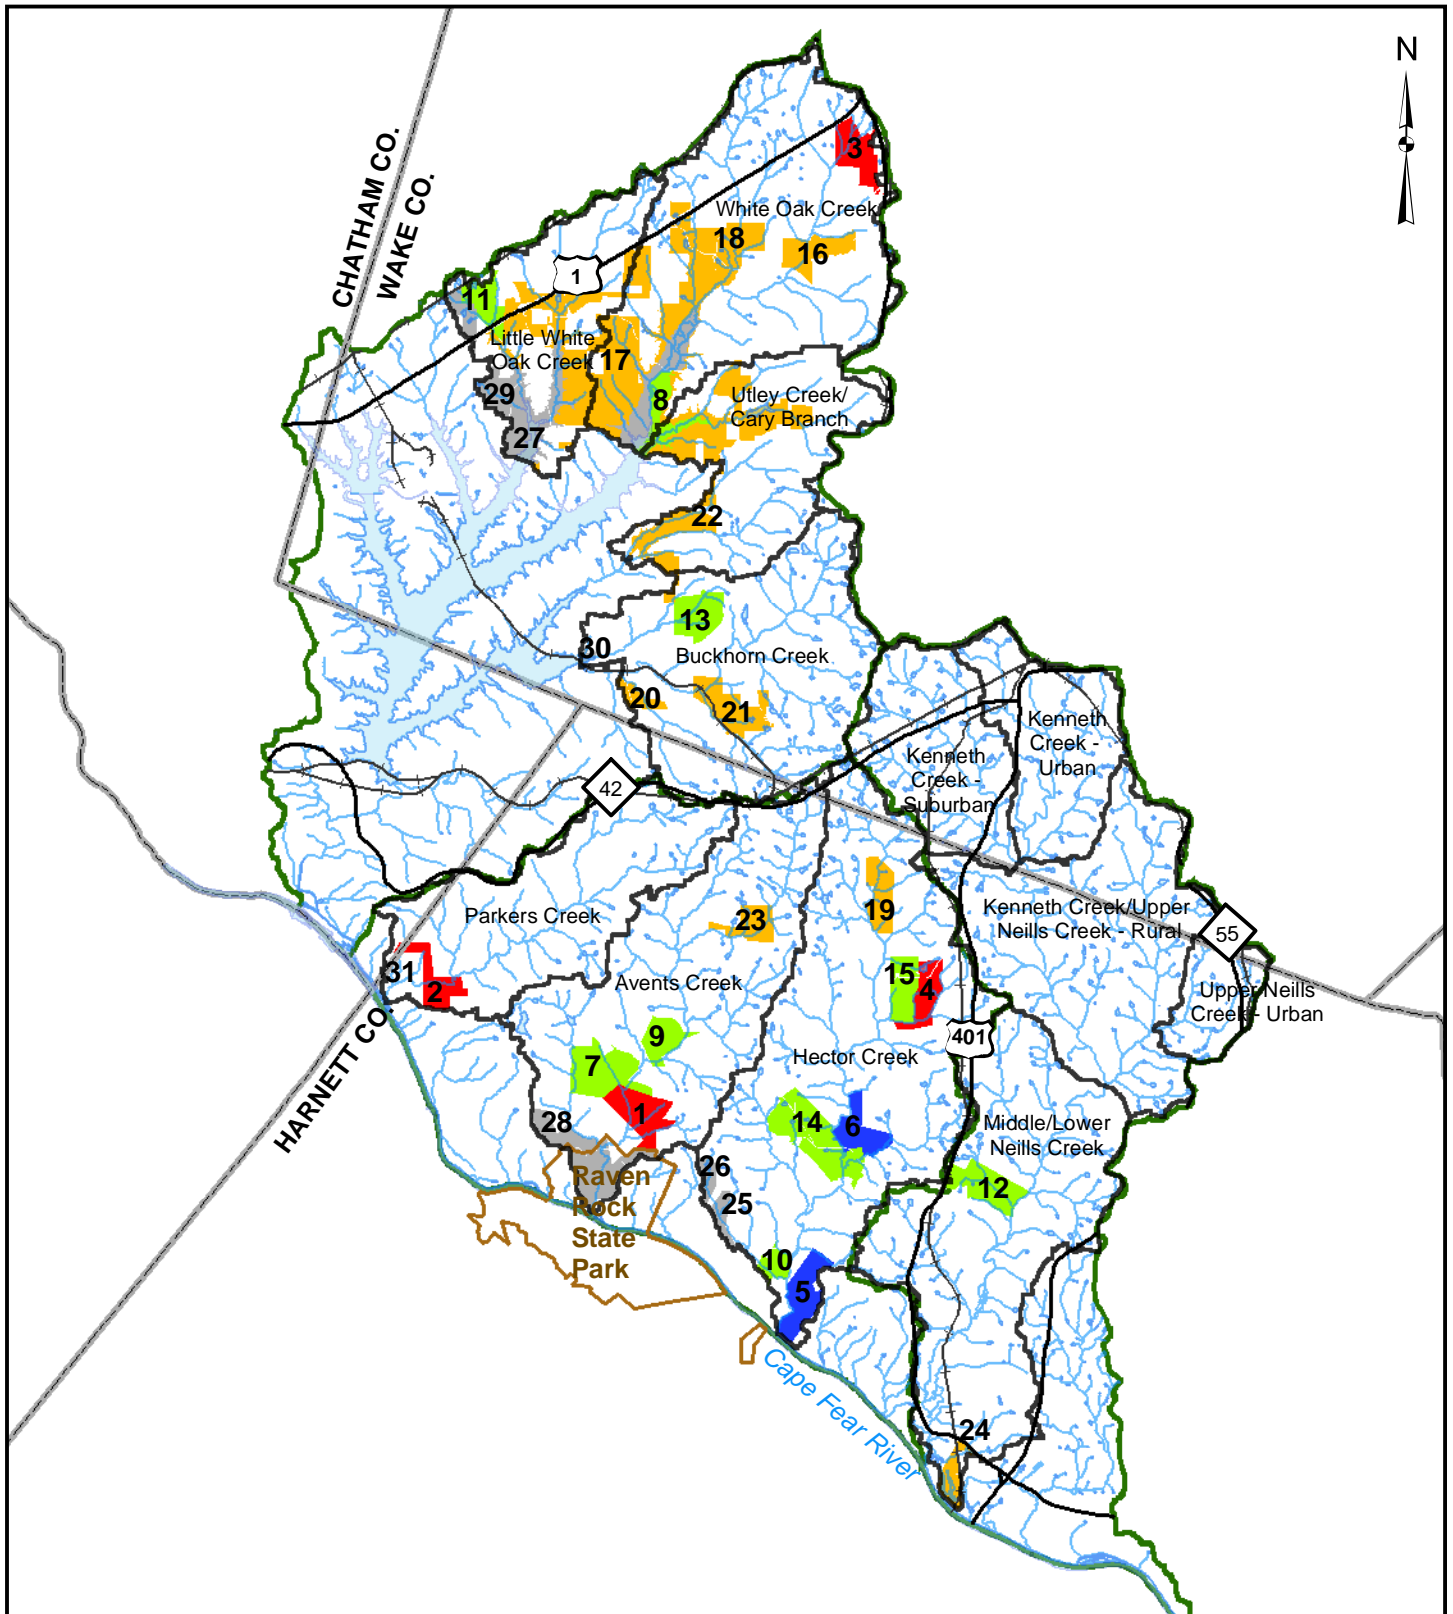 N
CHATHAM CO.
WAKE CO.
3
White Oak Creek
18
16
1
11
Little White
Oak Creek
17
29
8
Utley Creek/
Cary Branch
27
22
13
30
Buckhorn Creek
20
21
Kenneth
Creek -
Urban
Kenneth
Creek -
Suburban
42
19
Parkers Creek
23
Kenneth Creek/Upper
Neills Creek - Rural
55
31
2
Avents Creek
15
4
Upper Neills
Creek - Urban
HARNETT CO.
9
401
7
Hector Creek
1
28
14
6
Middle/Lower
Neills Creek
26
Raven
Rock
State
Park
25
12
10
5
Cape Fear River
24